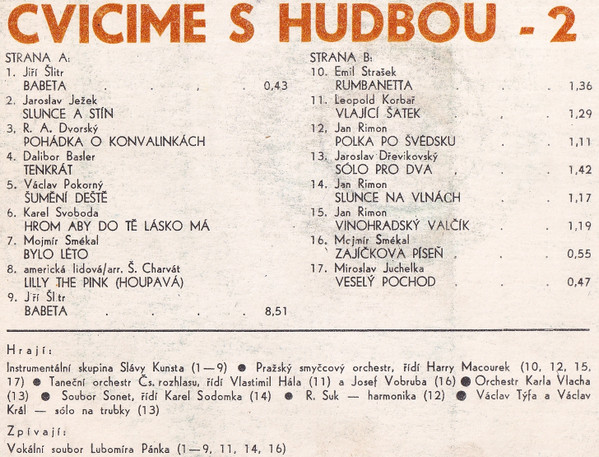 CVICIME S HUDBOU - 2
STRANA A:
1. Jiří Šlitr
BABETA . . . . 0,43
2. Jaroslav Ježek
SLUNCE A STÍN
3. R. A. Dvorský
POHÁDKA O KONVALINKÁCH
4. Dalibor Basler
TENKRÁT
5. Václav Pokorný
ŠUMĚNÍ DEŠTĚ
6. Karel Svoboda
HROM ABY DO TĚ LÁSKO MÁ
7. Mojmír Smékal
BYLO LÉTO
8. americká lidová/arr. Š. Charvát
LILLY THE PINK (HOUPAVÁ)
9. Jiří Šlitr
BABETA . . . . 8,51
STRANA B:
10. Emil Strašek
RUMBANETTA . . . 1,36
11. Leopold Korbař
VLAJÍCÍ ŠATEK . . . 1,29
12. Jan Rimon
POLKA PO ŠVÉDSKU . . 1,11
13. Jaroslav Dřevikovský
SÓLO PRO DVA . . . 1,42
14. Jan Rimon
SLUNCE NA VLNÁCH . . 1,17
15. Jan Rimon
VINOHRADSKÝ VALČÍK . . 1,19
16. Mojmír Smékal
ZAJÍČKOVA PÍSEŇ . . . 0,55
17. Miroslav Juchelka
VESELÝ POCHOD . . . 0,47
Hrají:
Instrumentální skupina Slávy Kunsta (1—9) ● Pražský smyčcový orchestr, řídí Harry Macourek (10, 12, 15,
17) ● Taneční orchestr Čs. rozhlasu, řídí Vlastimil Hála (11) a Josef Vobruba (16) ● Orchestr Karla Vlacha
(13) ● Soubor Sonet, řídí Karel Sodomka (14) ● R. Suk — harmonika (12) ● Václav Týfa a Václav
Král — sólo na trubky (13)
Zpívají:
Vokální soubor Lubomíra Pánka (1—9, 11, 14, 16)